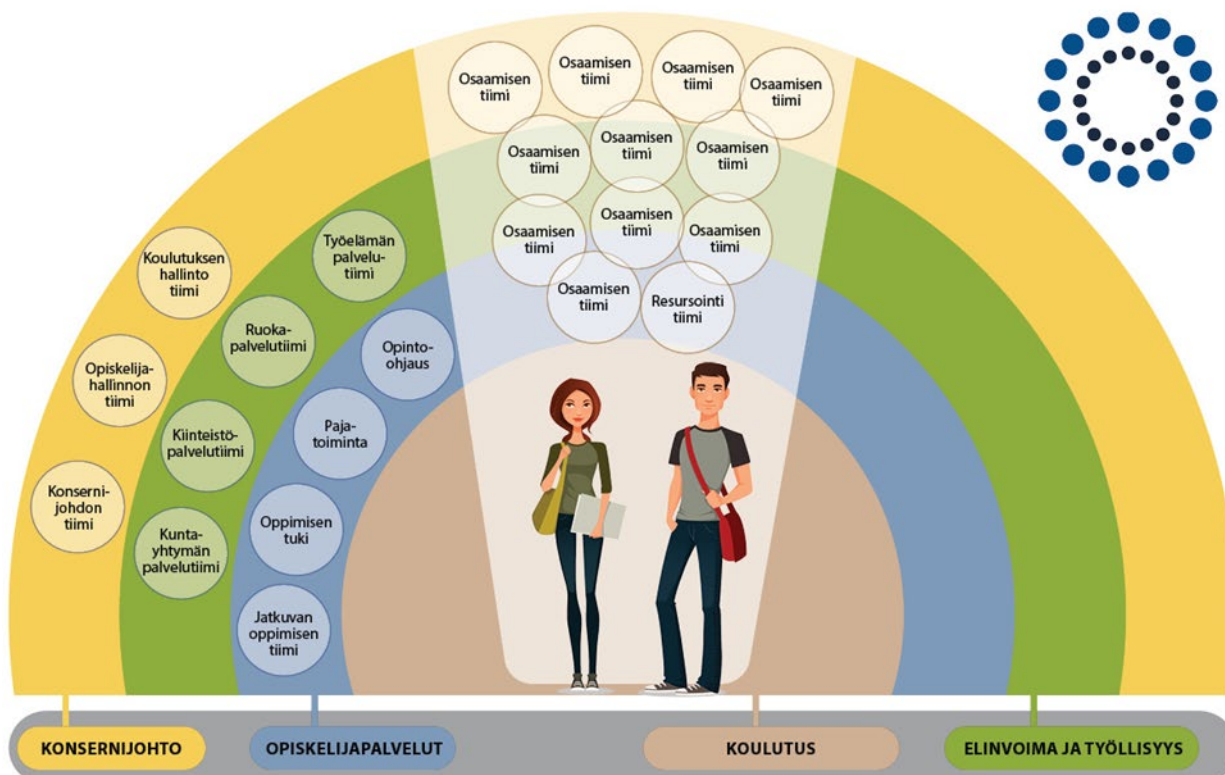 Osaamisen
tiimi
Osaamisen
tiimi
Osaamisen
tiimi
Osaamisen
tiimi
Osaamisen
tiimi
Osaamisen
tiimi
Osaamisen
tiimi
Osaamisen
tiimi
Osaamisen
tiimi
Osaamisen
tiimi
Osaamisen
tiimi
Resursointi
tiimi
Koulutuksen
hallinto
tiimi
Opiskelija-
hallinnon
tiimi
Konserni-
johdon
tiimi
Työelämän
palvelu-
tiimi
Ruoka-
palvelutiimi
Kiinteistö-
palvelutiimi
Kunta-
yhtymän
palvelutiimi
Opinto-
ohjaus
Paja-
toiminta
Oppimisen
tuki
Jatkuvan
oppimisen
tiimi
KONSERNIJOHTO
OPISKELIJAPALVELUT
KOULUTUS
ELINVOIMA JA TYÖLLISYYS